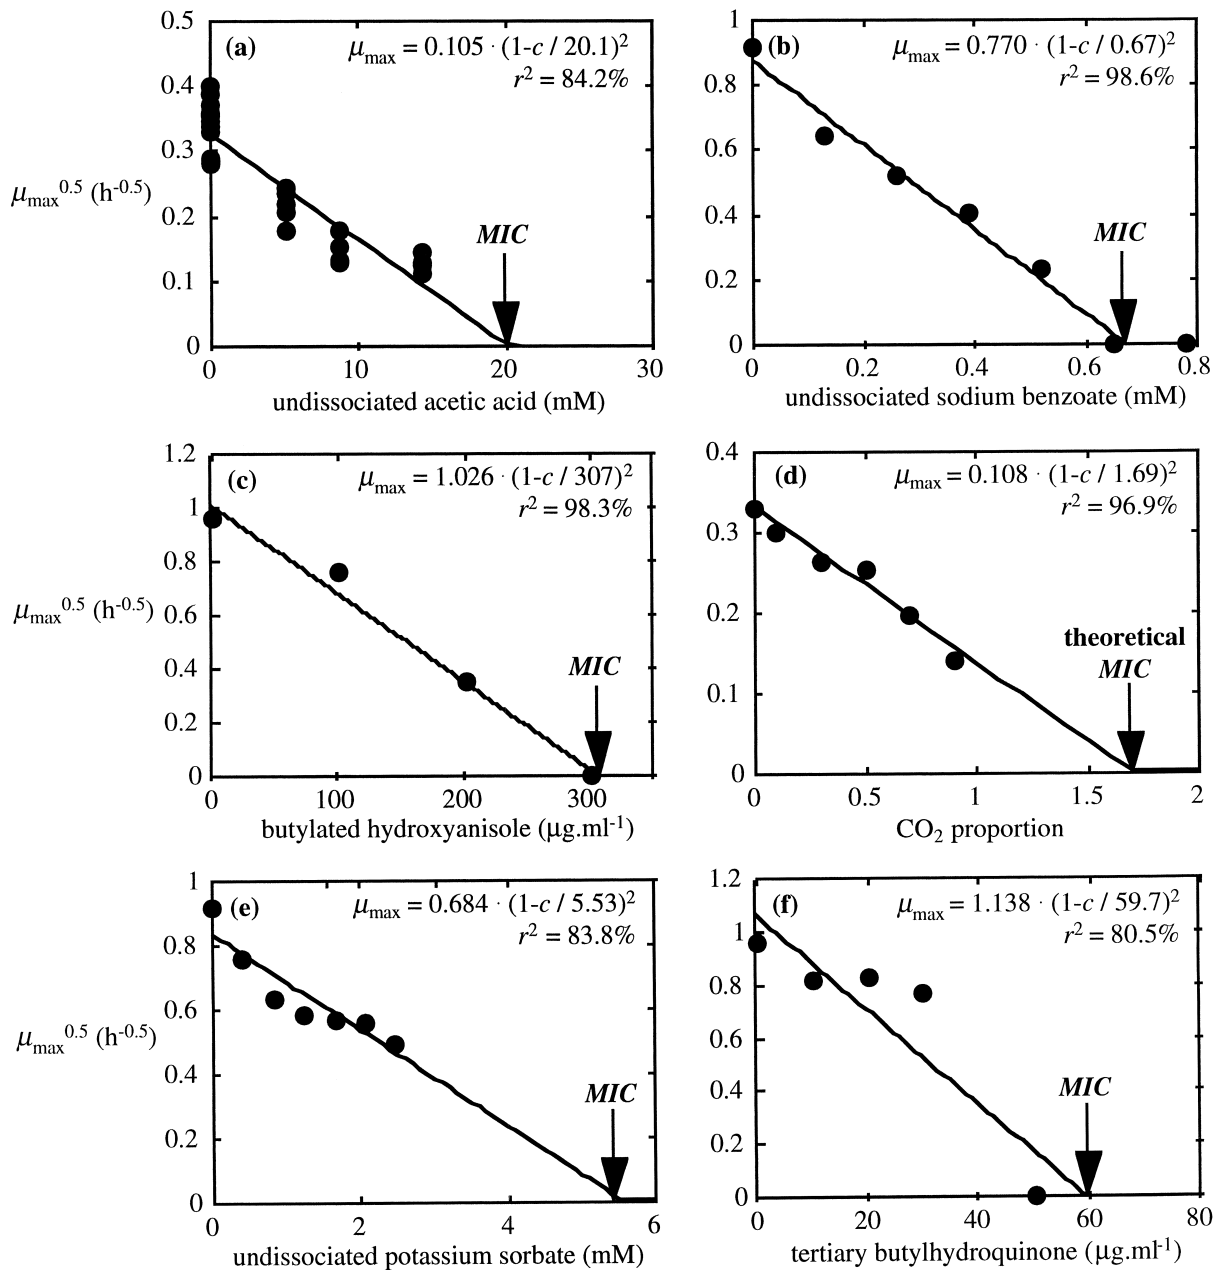 0.5
(a)
μmax = 0.105 · (1-c / 20.1)²
r² = 84.2%
0.4
0.3
μmax^0.5 (h^-0.5)
0.2
MIC
0.1
0
0 10 20 30
undissociated acetic acid (mM)
1
(b)
μmax = 0.770 · (1-c / 0.67)²
r² = 98.6%
0.8
0.6
0.4
MIC
0.2
0
0 0.2 0.4 0.6 0.8
undissociated sodium benzoate (mM)
1.2
(c)
μmax = 1.026 · (1-c / 307)²
r² = 98.3%
1
0.8
μmax^0.5 (h^-0.5)
0.6
MIC
0.4
0.2
0
0 100 200 300
butylated hydroxyanisole (μg.ml^-1)
0.4
(d)
μmax = 0.108 · (1-c / 1.69)²
r² = 96.9%
0.3
0.2
theoretical
MIC
0.1
0
0 0.5 1 1.5 2
CO₂ proportion
1
(e)
μmax = 0.684 · (1-c / 5.53)²
r² = 83.8%
0.8
0.6
μmax^0.5 (h^-0.5)
0.4
MIC
0.2
0
0 2 4 6
undissociated potassium sorbate (mM)
1.2
(f)
μmax = 1.138 · (1-c / 59.7)²
r² = 80.5%
1
0.8
0.6
0.4
MIC
0.2
0
0 20 40 60 80
tertiary butylhydroquinone (μg.ml^-1)